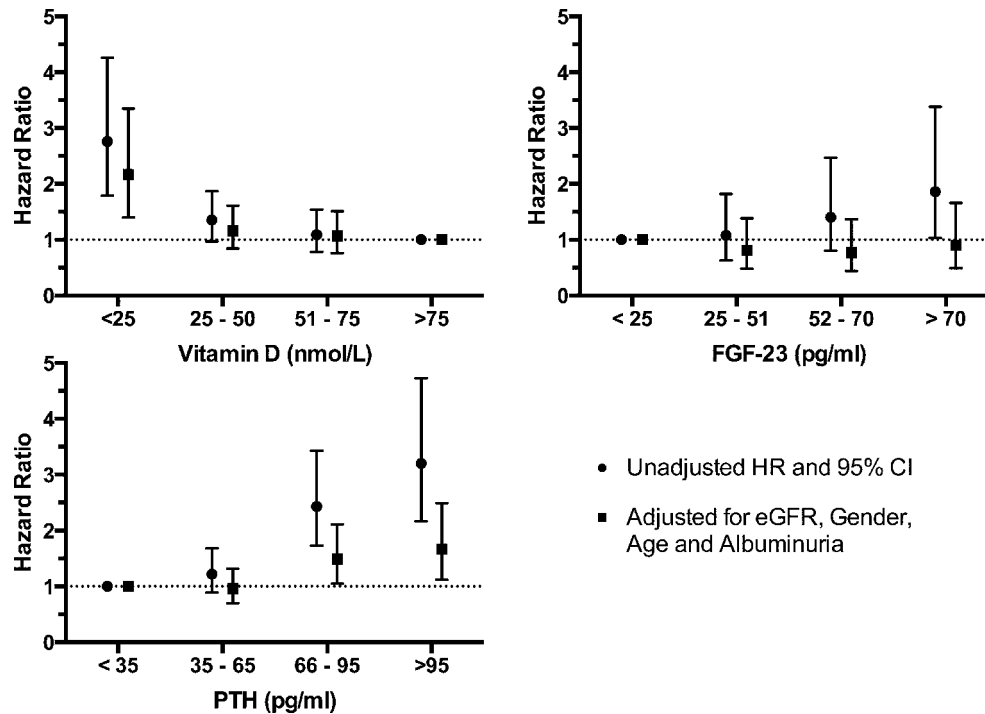 5
4
3
2
1
0
Hazard Ratio
<25
25 - 50
51 - 75
>75
Vitamin D (nmol/L)
5
4
3
2
1
0
Hazard Ratio
< 25
25 - 51
52 - 70
> 70
FGF-23 (pg/ml)
5
4
3
2
1
0
Hazard Ratio
< 35
35 - 65
66 - 95
>95
PTH (pg/ml)
Unadjusted HR and 95% CI
Adjusted for eGFR, Gender,
Age and Albuminuria